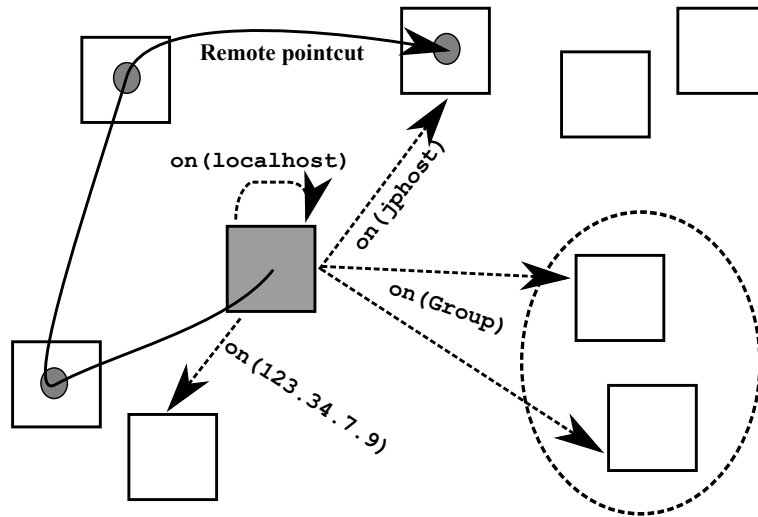 Remote pointcut
on(localhost)
on(jphost)
on(Group)
on(123.34.7.9)